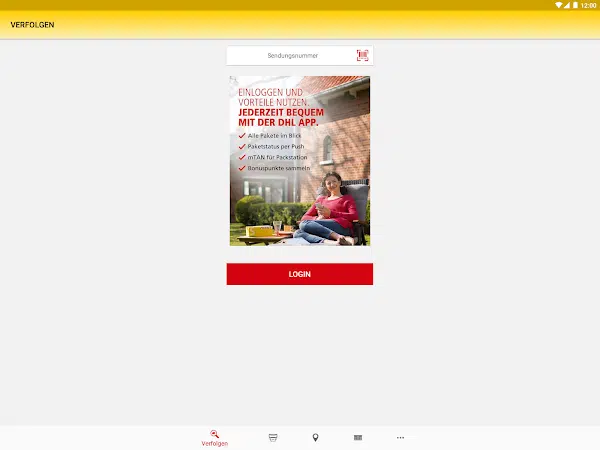 12:00
VERFOLGEN
Sendungsnummer
EINLOGGEN UND
VORTEILE NUTZEN.
JEDERZEIT BEQUEM
MIT DER DHL APP.
Alle Pakete im Blick
Paketstatus per Push
mTAN für Packstation
Bonuspunkte sammeln
LOGIN
Verfolgen